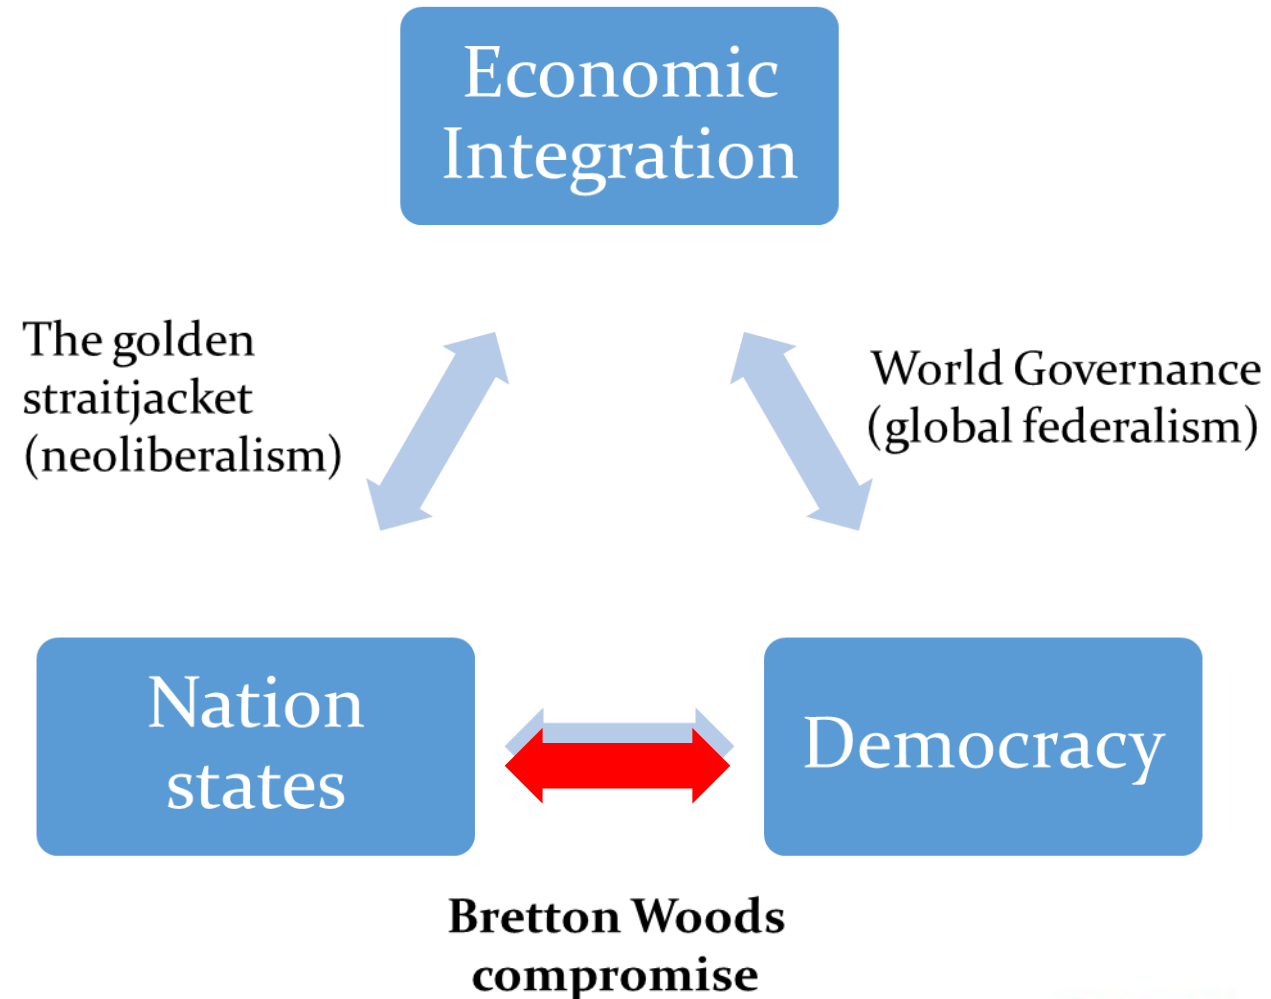 Economic
Integration
The golden
straitjacket
(neoliberalism)
World Governance
(global federalism)
Nation
states
Democracy
Bretton Woods
compromise